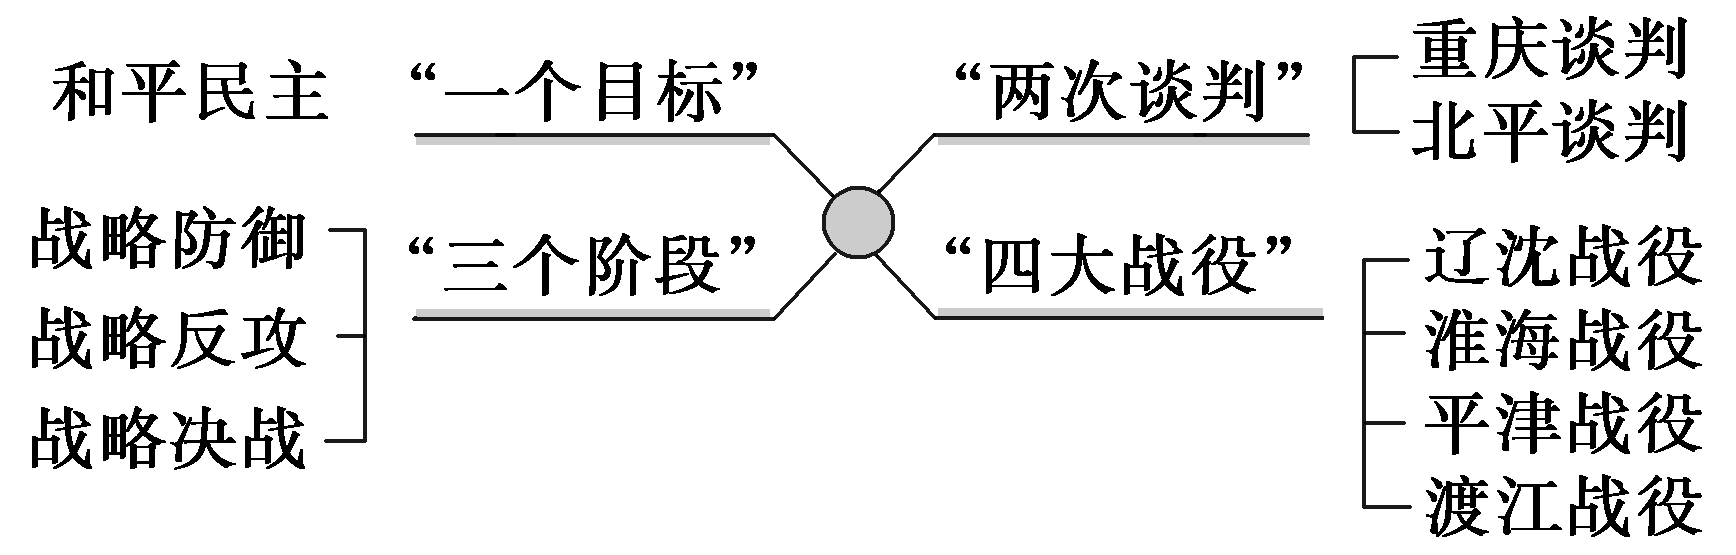 和平民主
“一个目标”
“两次谈判”
重庆谈判
北平谈判
“三个阶段”
战略防御
战略反攻
战略决战
“四大战役”
辽沈战役
淮海战役
平津战役
渡江战役